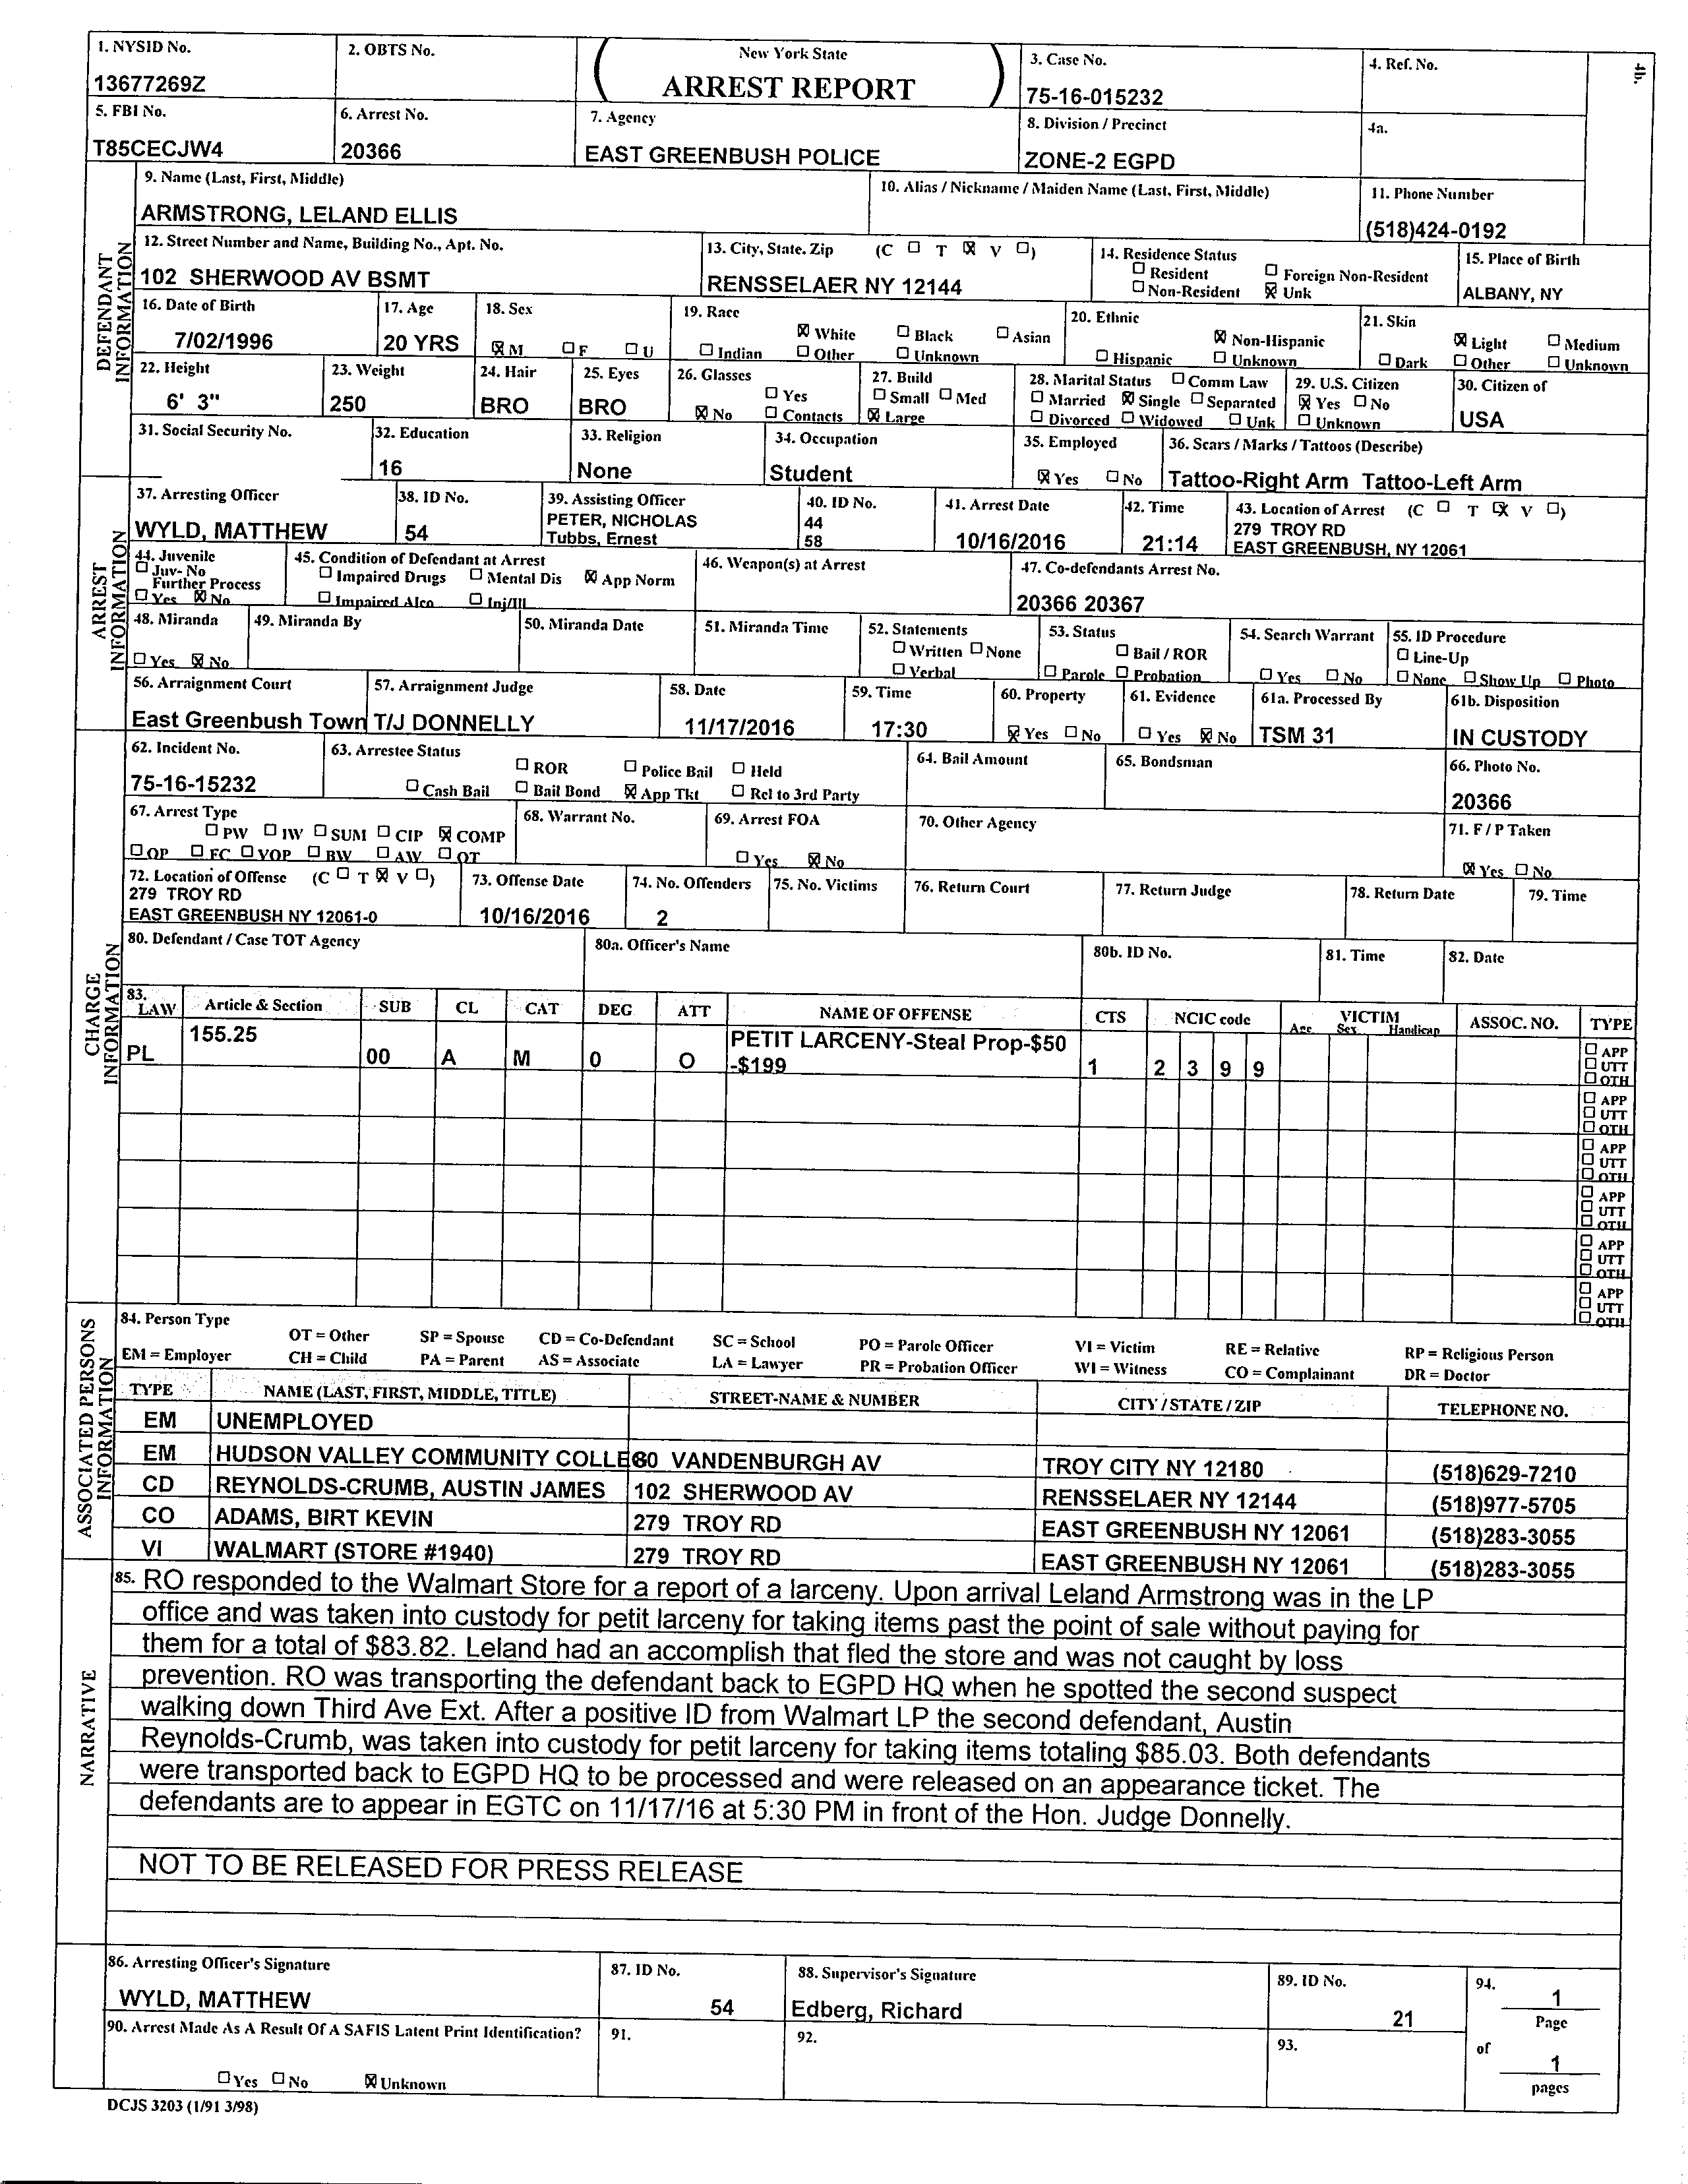 1. NYSID No.
13677269Z
2. OBTS No.
New York State
ARREST REPORT
3. Case No.
75-16-015232
4. Ref. No.
4b.
5. FBI No.
T85CECJW4
6. Arrest No.
20366
7. Agency
EAST GREENBUSH POLICE
8. Division / Precinct
ZONE-2 EGPD
4a.
DEFENDANT INFORMATION
9. Name (Last, First, Middle)
ARMSTRONG, LELAND ELLIS
10. Alias / Nickname / Maiden Name (Last, First, Middle)
11. Phone Number
(518)424-0192
12. Street Number and Name, Building No., Apt. No.
102 SHERWOOD AV BSMT
13. City, State. Zip (C ☐ T ☒ V ☐)
RENSSELAER NY 12144
14. Residence Status
☐ Resident ☐ Foreign Non-Resident
☐ Non-Resident ☒ Unk
15. Place of Birth
ALBANY, NY
16. Date of Birth
7/02/1996
17. Age
20 YRS
18. Sex
☒ M ☐ F ☐ U
19. Race
☒ White ☐ Black ☐ Asian
☐ Indian ☐ Other ☐ Unknown
20. Ethnic
☒ Non-Hispanic
☐ Hispanic ☐ Unknown
21. Skin
☒ Light ☐ Medium
☐ Dark ☐ Other ☐ Unknown
22. Height
6' 3"
23. Weight
250
24. Hair
BRO
25. Eyes
BRO
26. Glasses
☐ Yes
☒ No ☐ Contacts
27. Build
☐ Small ☐ Med
☒ Large
28. Marital Status ☐ Comm Law
☐ Married ☒ Single ☐ Separated
☐ Divorced ☐ Widowed ☐ Unk
29. U.S. Citizen
☒ Yes ☐ No
☐ Unknown
30. Citizen of
USA
31. Social Security No.
32. Education
16
33. Religion
None
34. Occupation
Student
35. Employed
☒ Yes ☐ No
36. Scars / Marks / Tattoos (Describe)
Tattoo-Right Arm Tattoo-Left Arm
ARREST INFORMATION
37. Arresting Officer
WYLD, MATTHEW
38. ID No.
54
39. Assisting Officer
PETER, NICHOLAS
Tubbs, Ernest
40. ID No.
44
58
41. Arrest Date
10/16/2016
42. Time
21:14
43. Location of Arrest (C ☐ T ☒ V ☐)
279 TROY RD
EAST GREENBUSH, NY 12061
44. Juvenile
☐ Juv- No
Further Process
☐ Yes ☒ No
45. Condition of Defendant at Arrest
☐ Impaired Drugs ☐ Mental Dis ☒ App Norm
☐ Impaired Alco ☐ Inj/Ill
46. Weapon(s) at Arrest
47. Co-defendants Arrest No.
20366 20367
48. Miranda
☐ Yes ☒ No
49. Miranda By
50. Miranda Date
51. Miranda Time
52. Statements
☐ Written ☐ None
☐ Verbal
53. Status
☐ Bail / ROR
☐ Parole ☐ Probation
54. Search Warrant
☐ Yes ☐ No
55. ID Procedure
☐ Line-Up
☐ None ☐ Show Up ☐ Photo
56. Arraignment Court
East Greenbush Town
57. Arraignment Judge
T/J DONNELLY
58. Date
11/17/2016
59. Time
17:30
60. Property
☒ Yes ☐ No
61. Evidence
☐ Yes ☒ No
61a. Processed By
TSM 31
61b. Disposition
IN CUSTODY
CHARGE INFORMATION
62. Incident No.
75-16-15232
63. Arrestee Status
☐ ROR ☐ Police Bail ☐ Held
☐ Cash Bail ☐ Bail Bond ☒ App Tkt ☐ Rel to 3rd Party
64. Bail Amount
65. Bondsman
66. Photo No.
20366
67. Arrest Type
☐ PW ☐ IW ☐ SUM ☐ CIP ☒ COMP
☐ OP ☐ FC ☐ VOP ☐ BW ☐ AW ☐ OT
68. Warrant No.
69. Arrest FOA
☐ Yes ☒ No
70. Other Agency
71. F / P Taken
☒ Yes ☐ No
72. Location of Offense (C ☐ T ☒ V ☐)
279 TROY RD
EAST GREENBUSH NY 12061-0
73. Offense Date
10/16/2016
74. No. Offenders
2
75. No. Victims
76. Return Court
77. Return Judge
78. Return Date
79. Time
80. Defendant / Case TOT Agency
80a. Officer's Name
80b. ID No.
81. Time
82. Date
83. LAW Article & Section SUB CL CAT DEG ATT NAME OF OFFENSE CTS NCIC code VICTIM Age Sex Handicap ASSOC. NO. TYPE
PL 155.25 00 A M 0 O PETIT LARCENY-Steal Prop-$50
-$199 1 2 3 9 9
☐ APP
☐ UTT
☐ OTH
☐ APP
☐ UTT
☐ OTH
☐ APP
☐ UTT
☐ OTH
☐ APP
☐ UTT
☐ OTH
☐ APP
☐ UTT
☐ OTH
☐ APP
☐ UTT
☐ OTH
ASSOCIATED PERSONS INFORMATION
84. Person Type
OT = Other SP = Spouse CD = Co-Defendant SC = School PO = Parole Officer VI = Victim RE = Relative RP = Religious Person
EM = Employer CH = Child PA = Parent AS = Associate LA = Lawyer PR = Probation Officer WI = Witness CO = Complainant DR = Doctor
TYPE NAME (LAST, FIRST, MIDDLE, TITLE) STREET-NAME & NUMBER CITY / STATE / ZIP TELEPHONE NO.
EM UNEMPLOYED
EM HUDSON VALLEY COMMUNITY COLLE 80 VANDENBURGH AV TROY CITY NY 12180 (518)629-7210
CD REYNOLDS-CRUMB, AUSTIN JAMES 102 SHERWOOD AV RENSSELAER NY 12144 (518)977-5705
CO ADAMS, BIRT KEVIN 279 TROY RD EAST GREENBUSH NY 12061 (518)283-3055
VI WALMART (STORE #1940) 279 TROY RD EAST GREENBUSH NY 12061 (518)283-3055
NARRATIVE
85. RO responded to the Walmart Store for a report of a larceny. Upon arrival Leland Armstrong was in the LP
office and was taken into custody for petit larceny for taking items past the point of sale without paying for
them for a total of $83.82. Leland had an accomplish that fled the store and was not caught by loss
prevention. RO was transporting the defendant back to EGPD HQ when he spotted the second suspect
walking down Third Ave Ext. After a positive ID from Walmart LP the second defendant, Austin
Reynolds-Crumb, was taken into custody for petit larceny for taking items totaling $85.03. Both defendants
were transported back to EGPD HQ to be processed and were released on an appearance ticket. The
defendants are to appear in EGTC on 11/17/16 at 5:30 PM in front of the Hon. Judge Donnelly.
NOT TO BE RELEASED FOR PRESS RELEASE
86. Arresting Officer's Signature
WYLD, MATTHEW
87. ID No.
54
88. Supervisor's Signature
Edberg, Richard
89. ID No.
21
94.
1
Page
of
1
pages
90. Arrest Made As A Result Of A SAFIS Latent Print Identification?
☐ Yes ☐ No ☒ Unknown
91.
92.
93.
DCJS 3203 (1/91 3/98)